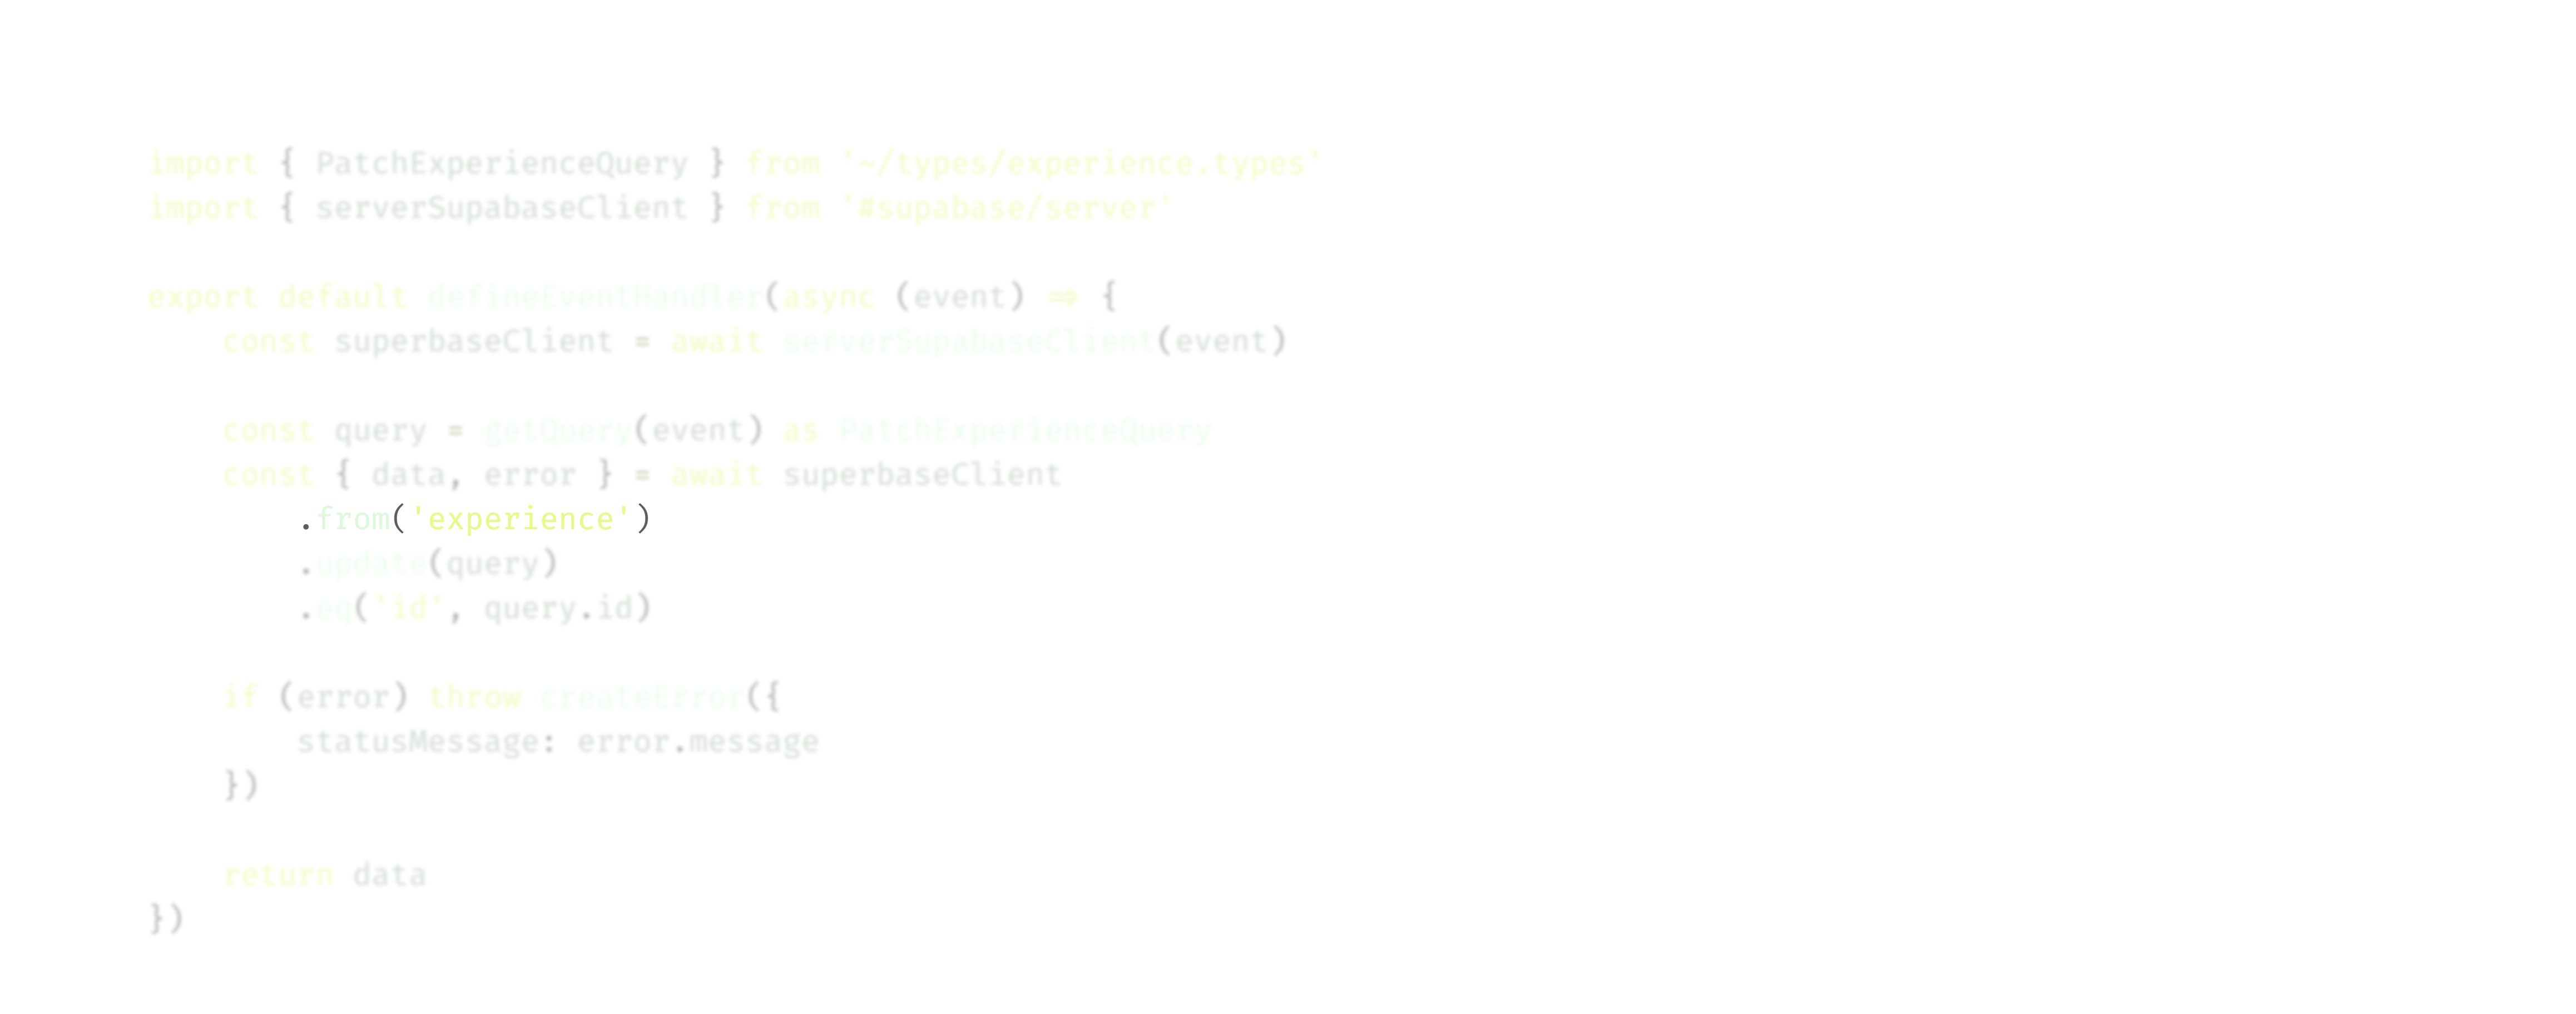 import { PatchExperienceQuery } from '~/types/experience.types'
import { serverSupabaseClient } from '#supabase/server'
export default defineEventHandler(async (event) => {
const superbaseClient = await serverSupabaseClient(event)
const query = getQuery(event) as PatchExperienceQuery
const { data, error } = await superbaseClient
.from('experience')
.update(query)
.eq('id', query.id)
if (error) throw createError({
statusMessage: error.message
})
return data
})